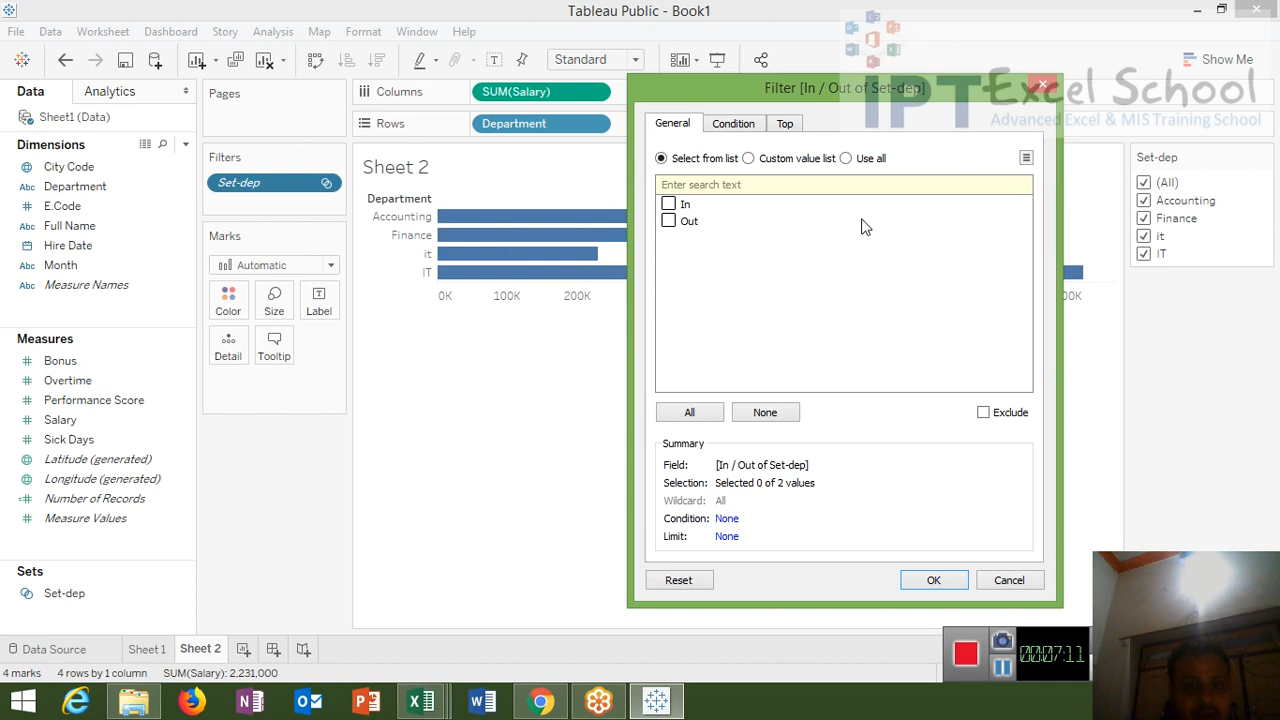 Tableau Public - Book1
File Data Worksheet Dashboard Story Analysis Map Format Window Help
Standard
Show Me
IPT Excel School
Advanced Excel & MIS Training School
Data Analytics
Sheet1 (Data)
Dimensions
City Code
Department
E.Code
Full Name
Hire Date
Month
Measure Names
Measures
Bonus
Overtime
Performance Score
Salary
Sick Days
Latitude (generated)
Longitude (generated)
Number of Records
Measure Values
Sets
Set-dep
Pages
Filters
Set-dep
Marks
Automatic
Color Size Label
Detail Tooltip
Columns SUM(Salary)
Rows Department
Sheet 2
Department
Accounting
Finance
it
IT
0K 100K 200K
00K
Filter [In / Out of Set-dep]
General Condition Top
Select from list Custom value list Use all
Enter search text
In
Out
All None Exclude
Summary
Field: [In / Out of Set-dep]
Selection: Selected 0 of 2 values
Wildcard: All
Condition: None
Limit: None
Reset OK Cancel
Set-dep
(All)
Accounting
Finance
it
IT
Data Source Sheet 1 Sheet 2
4 marks 4 rows by 1 column SUM(Salary): 2,231,000
00:07:11